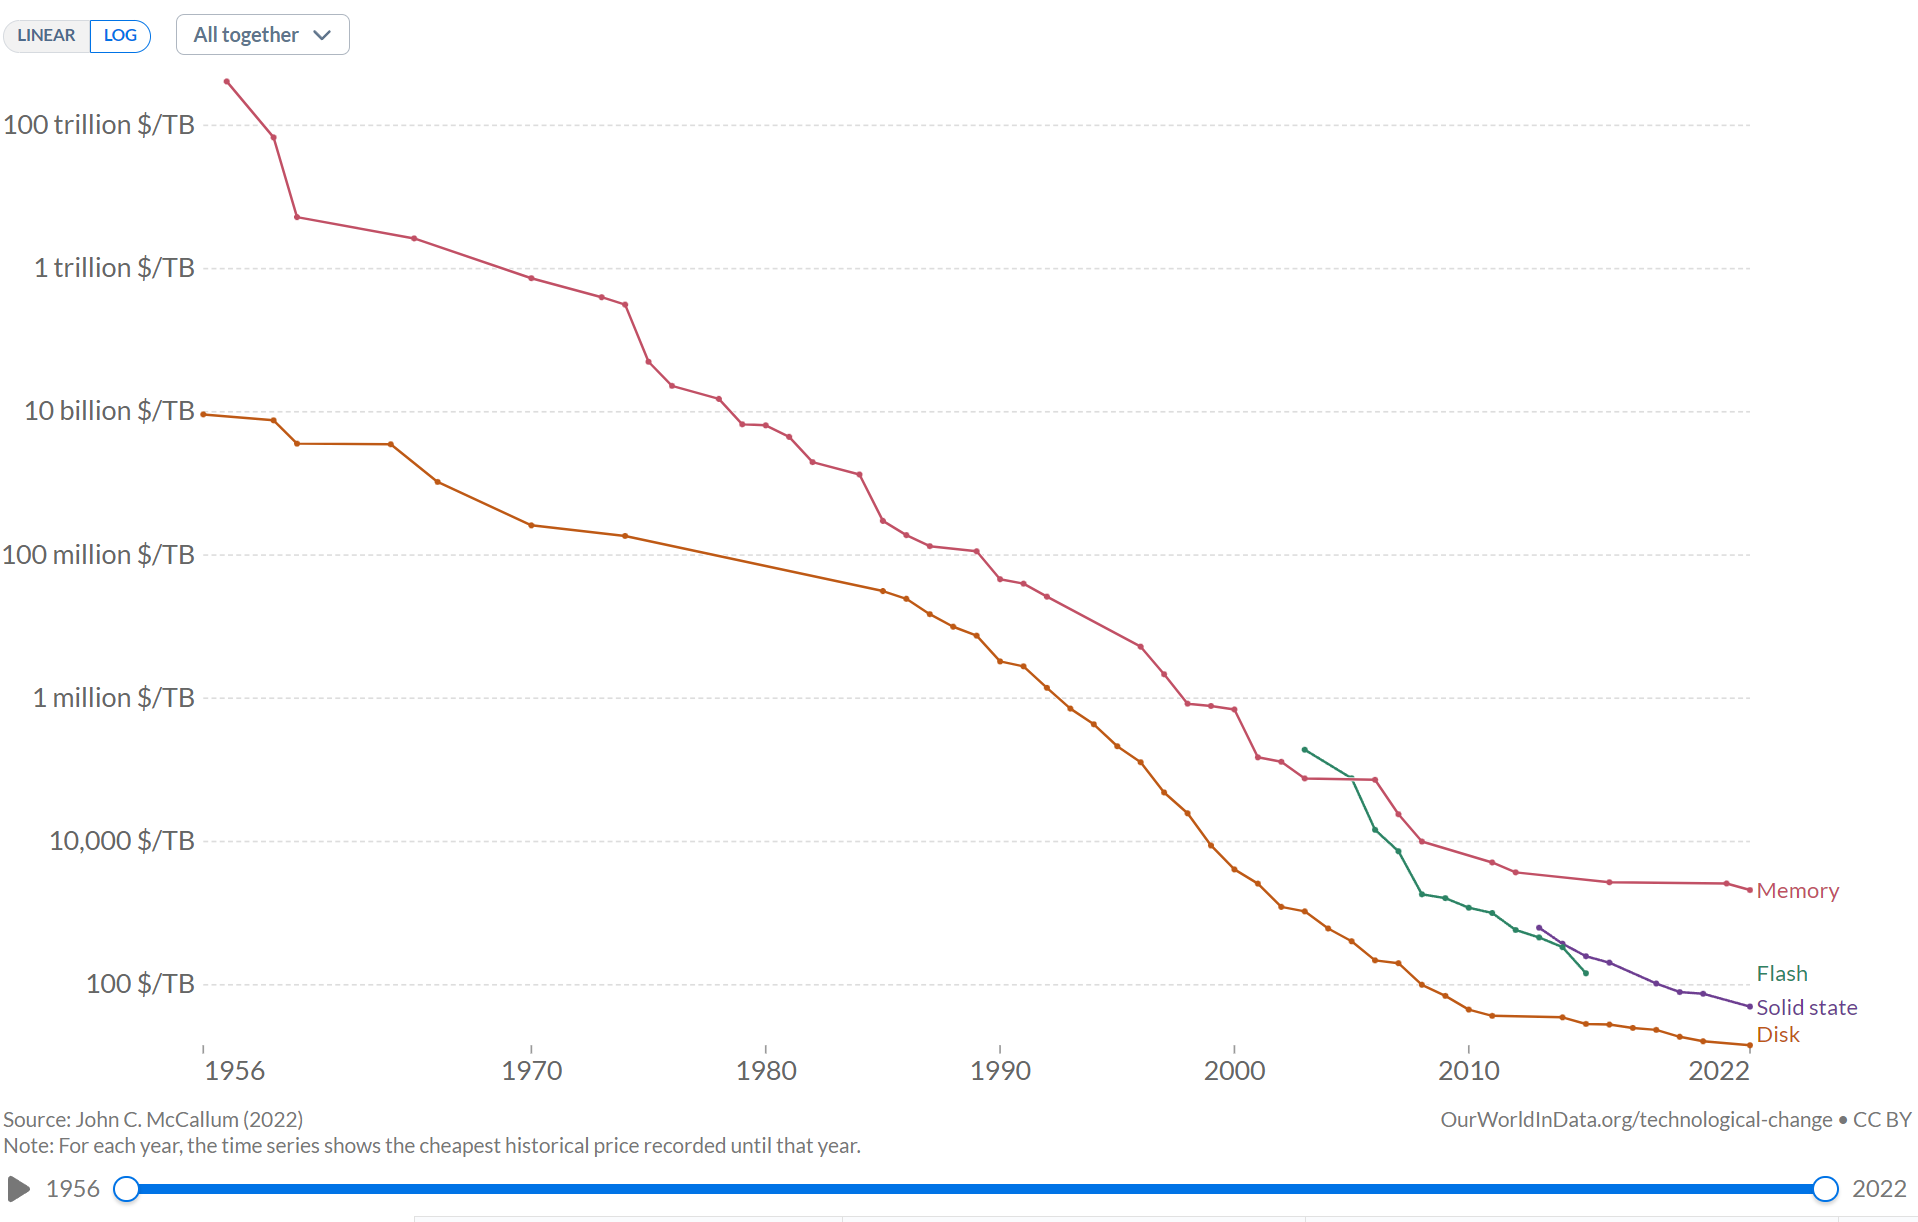 LINEAR LOG All together
100 trillion $/TB
1 trillion $/TB
10 billion $/TB
100 million $/TB
1 million $/TB
10,000 $/TB
Memory
Flash
100 $/TB
Solid state
Disk
1956 1970 1980 1990 2000 2010 2022
Source: John C. McCallum (2022) OurWorldInData.org/technological-change • CC BY
Note: For each year, the time series shows the cheapest historical price recorded until that year.
1956 2022